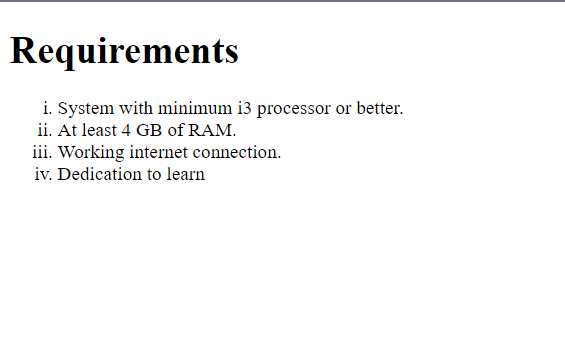 Requirements
i. System with minimum i3 processor or better.
ii. At least 4 GB of RAM.
iii. Working internet connection.
iv. Dedication to learn